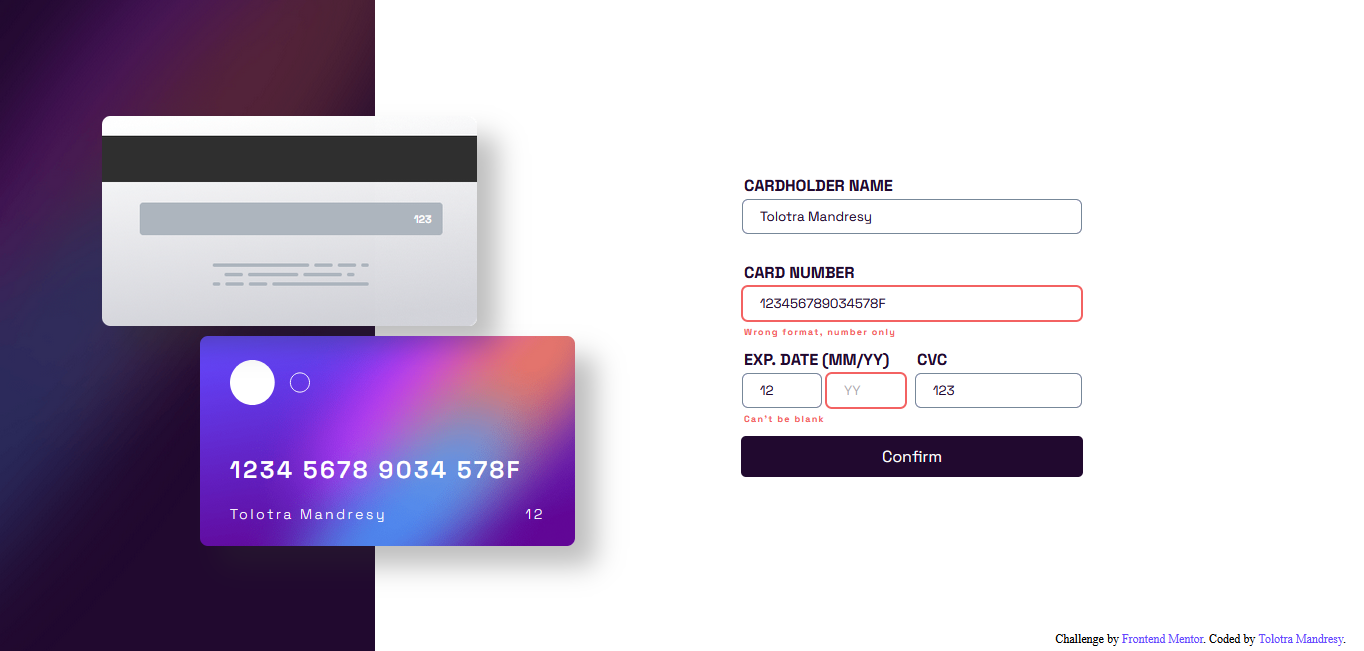 123
1234 5678 9034 578F
Tolotra Mandresy 12
CARDHOLDER NAME
Tolotra Mandresy
CARD NUMBER
123456789034578F
Wrong format, number only
EXP. DATE (MM/YY) CVC
12 YY 123
Can't be blank
Confirm
Challenge by Frontend Mentor. Coded by Tolotra Mandresy.